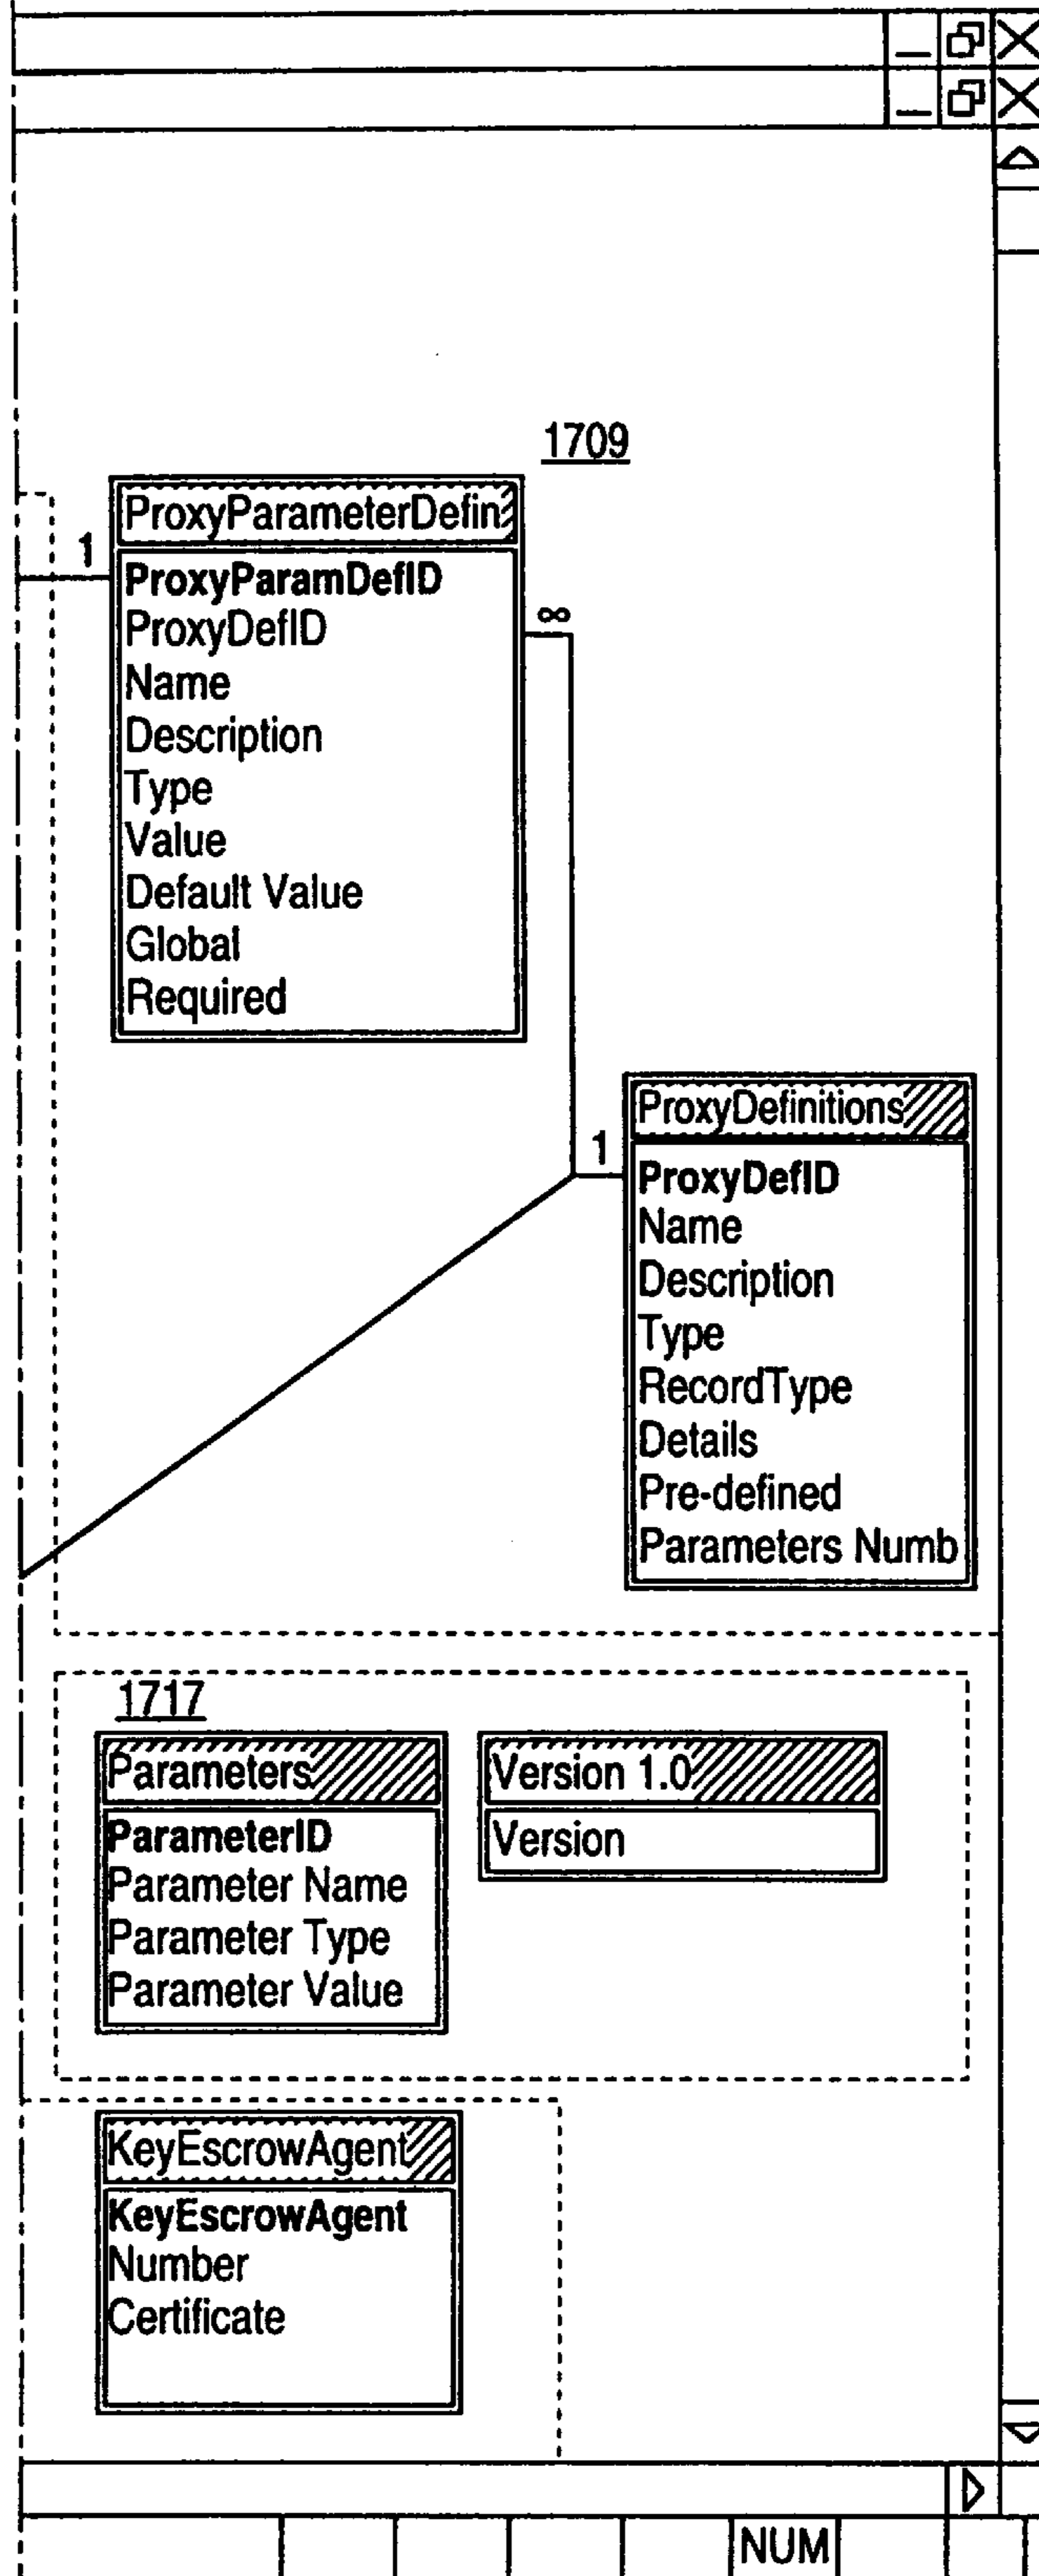 1709
ProxyParameterDefin
1
ProxyParamDefID
ProxyDefID
∞
Name
Description
Type
Value
Default Value
Global
Required
ProxyDefinitions
1
ProxyDefID
Name
Description
Type
RecordType
Details
Pre-defined
Parameters Numb
1717
Parameters
ParameterID
Parameter Name
Parameter Type
Parameter Value
Version 1.0
Version
KeyEscrowAgent
KeyEscrowAgent
Number
Certificate
NUM